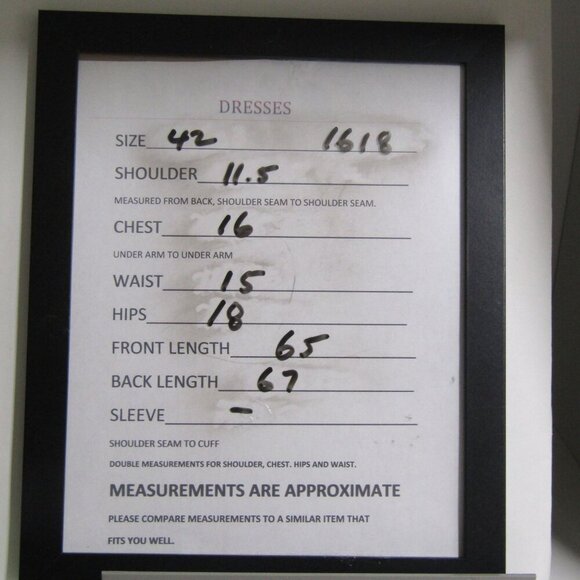 DRESSES
SIZE 42 1618
SHOULDER 11.5
MEASURED FROM BACK, SHOULDER SEAM TO SHOULDER SEAM.
CHEST 16
UNDER ARM TO UNDER ARM
WAIST 15
HIPS 18
FRONT LENGTH 65
BACK LENGTH 67
SLEEVE -
SHOULDER SEAM TO CUFF
DOUBLE MEASUREMENTS FOR SHOULDER, CHEST. HIPS AND WAIST.
MEASUREMENTS ARE APPROXIMATE
PLEASE COMPARE MEASUREMENTS TO A SIMILAR ITEM THAT
FITS YOU WELL.